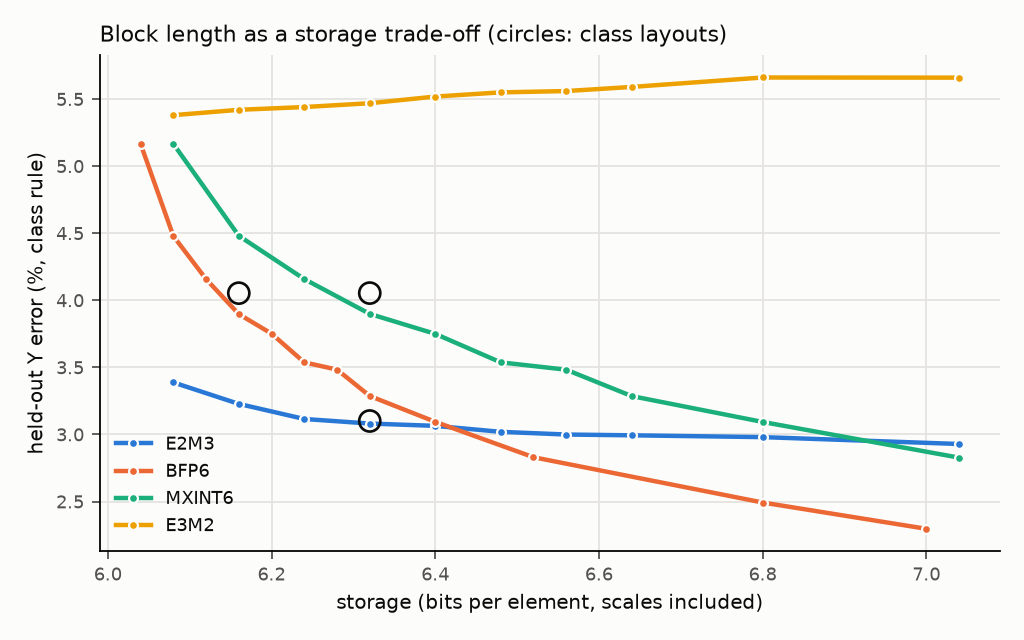 Block length as a storage trade-off (circles: class layouts)
held-out Y error (%, class rule)
5.5
5.0
4.5
4.0
3.5
3.0
2.5
E2M3
BFP6
MXINT6
E3M2
6.0 6.2 6.4 6.6 6.8 7.0
storage (bits per element, scales included)